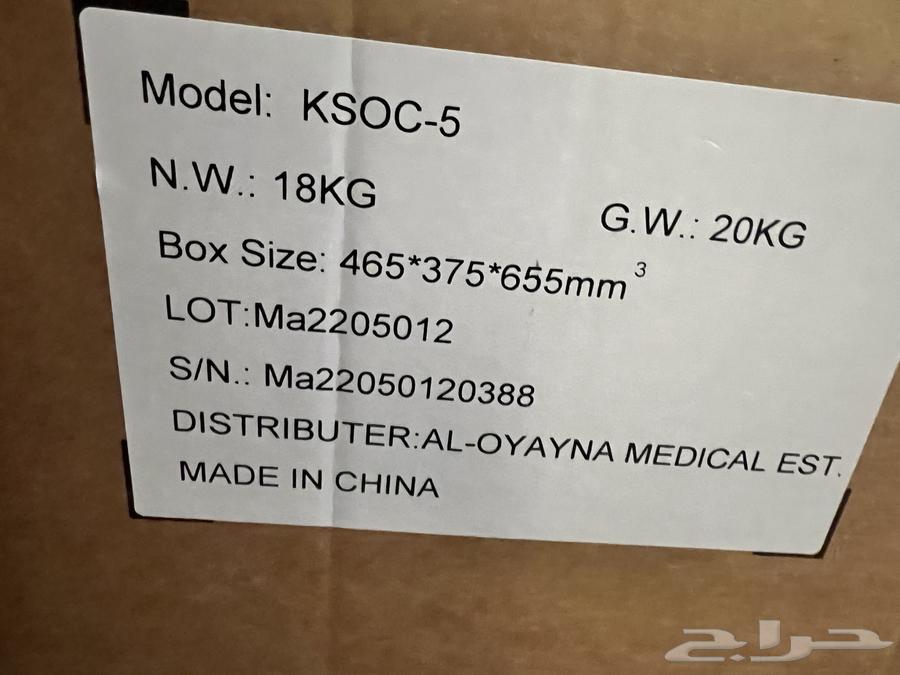 Model: KSOC-5
N.W.: 18KG
G.W.: 20KG
Box Size: 465*375*655mm³
LOT:Ma2205012
S/N.: Ma22050120388
DISTRIBUTER:AL-OYAYNA MEDICAL EST.
MADE IN CHINA
حراج